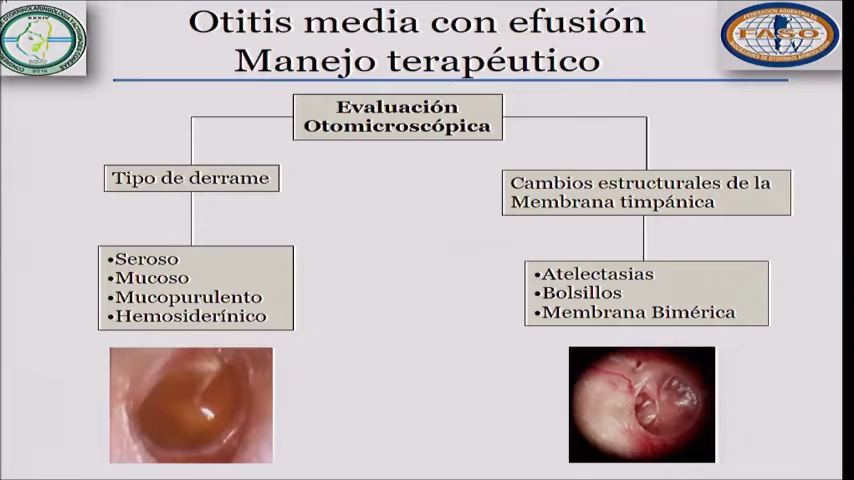 Otitis media con efusión
Manejo terapéutico
FASO
Evaluación
Otomicroscópica
Tipo de derrame
Cambios estructurales de la
Membrana timpánica
•Seroso
•Mucoso
•Mucopurulento
•Hemosiderínico
•Atelectasias
•Bolsillos
•Membrana Bimérica